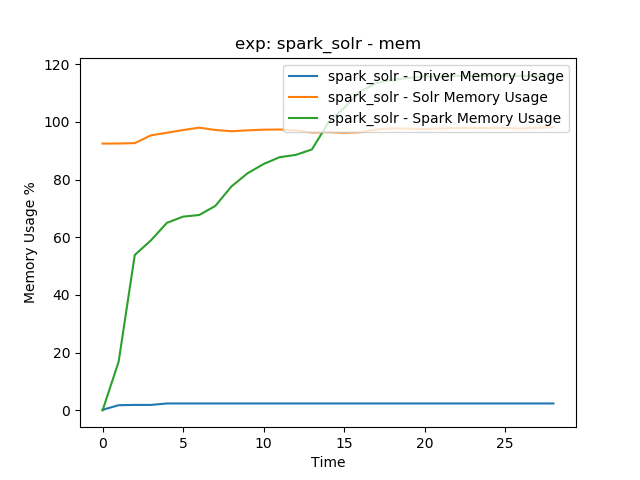 exp: spark_solr - mem
spark_solr - Driver Memory Usage
spark_solr - Solr Memory Usage
spark_solr - Spark Memory Usage
Memory Usage %
120
100
80
60
40
20
0
0 5 10 15 20 25
Time